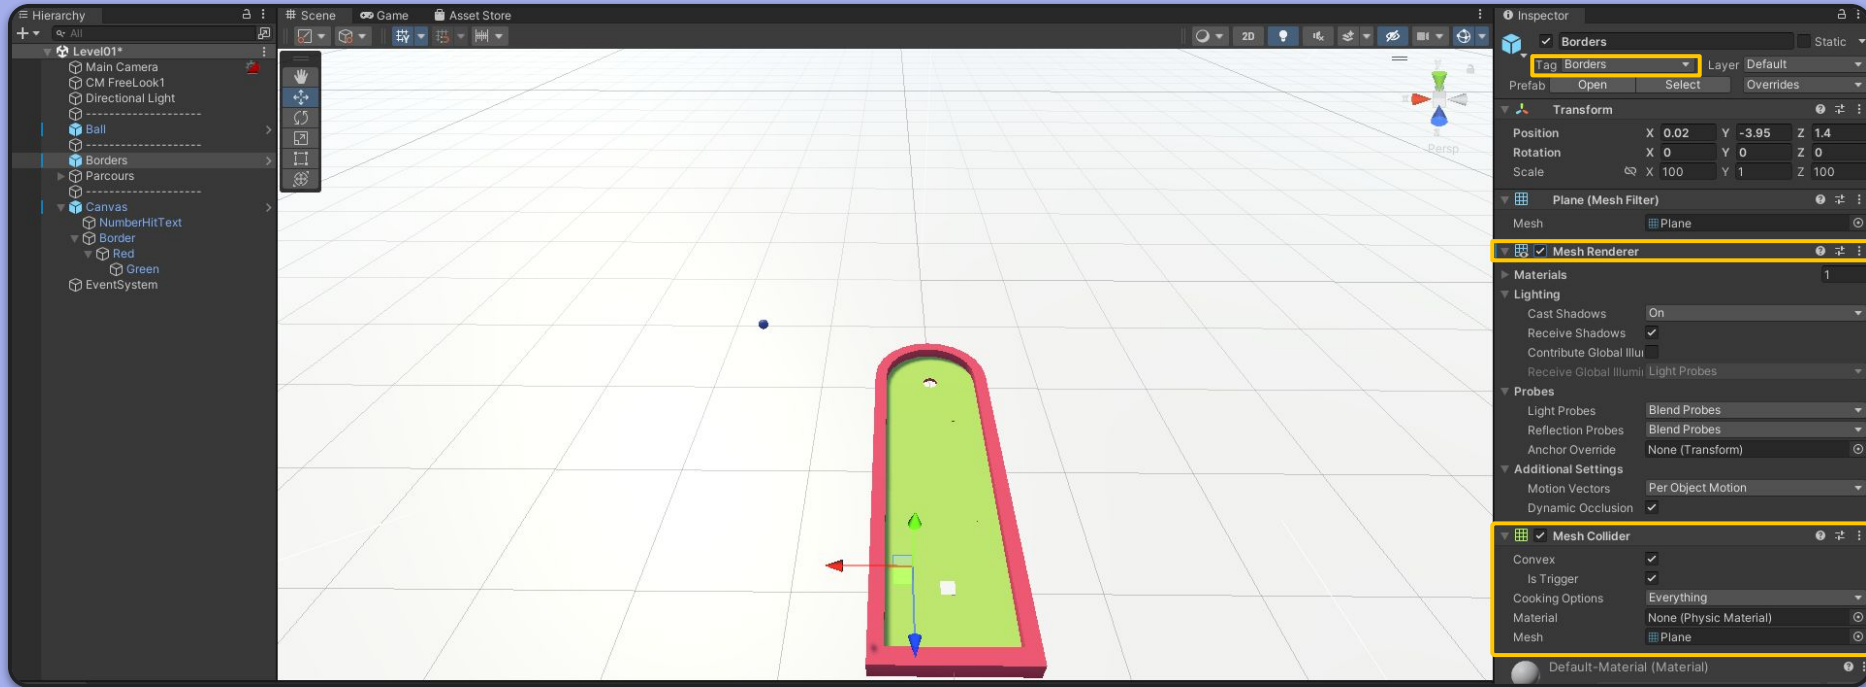 Hierarchy
All
Level01*
Main Camera
CM FreeLook1
Directional Light
--------------------
Ball
--------------------
Borders
Parcours
--------------------
Canvas
NumberHitText
Border
Red
Green
EventSystem
Scene Game Asset Store
2D
y
Persp
Inspector
Borders Static
Tag Borders Layer Default
Prefab Open Select Overrides
Transform
Position X 0.02 Y -3.95 Z 1.4
Rotation X 0 Y 0 Z 0
Scale X 100 Y 1 Z 100
Plane (Mesh Filter)
Mesh Plane
Mesh Renderer
Materials 1
Lighting
Cast Shadows On
Receive Shadows
Contribute Global Illu
Receive Global Illumi Light Probes
Probes
Light Probes Blend Probes
Reflection Probes Blend Probes
Anchor Override None (Transform)
Additional Settings
Motion Vectors Per Object Motion
Dynamic Occlusion
Mesh Collider
Convex
Is Trigger
Cooking Options Everything
Material None (Physic Material)
Mesh Plane
Default-Material (Material)